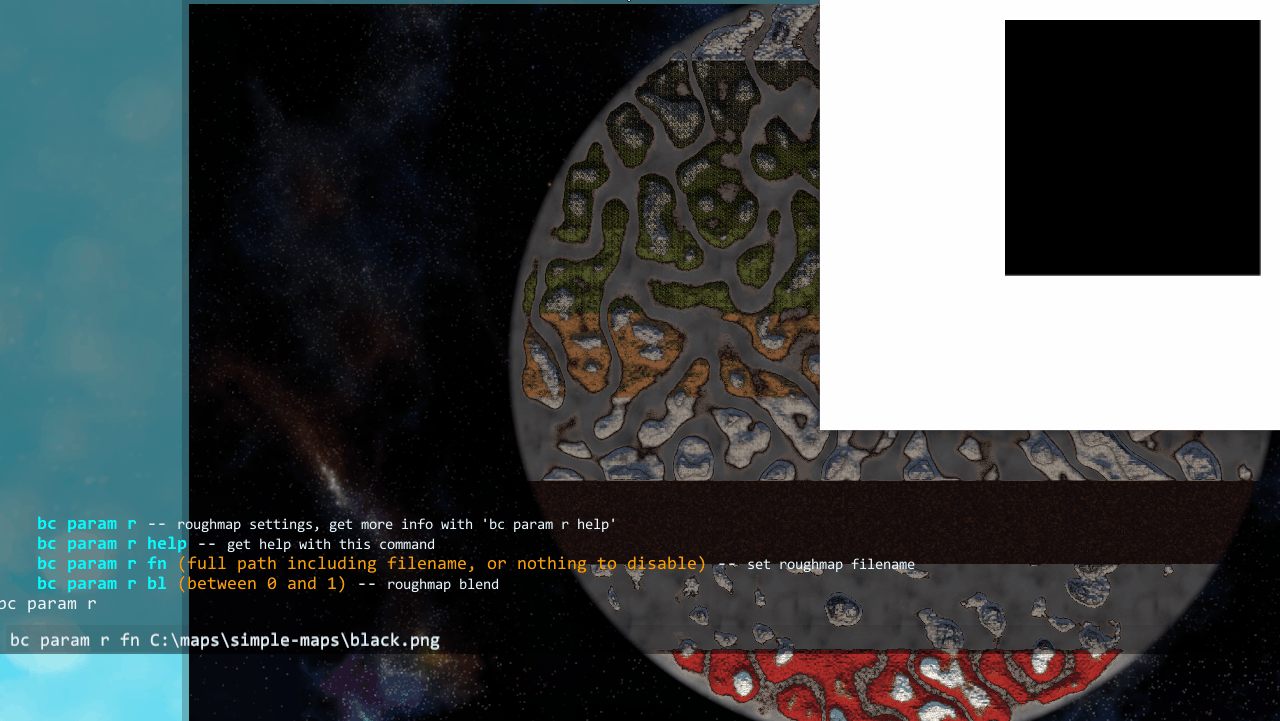 bc param r -- roughmap settings, get more info with 'bc param r help'
bc param r help -- get help with this command
bc param r fn (full path including filename, or nothing to disable) -- set roughmap filename
bc param r bl (between 0 and 1) -- roughmap blend
bc param r
bc param r fn C:\maps\simple-maps\black.png